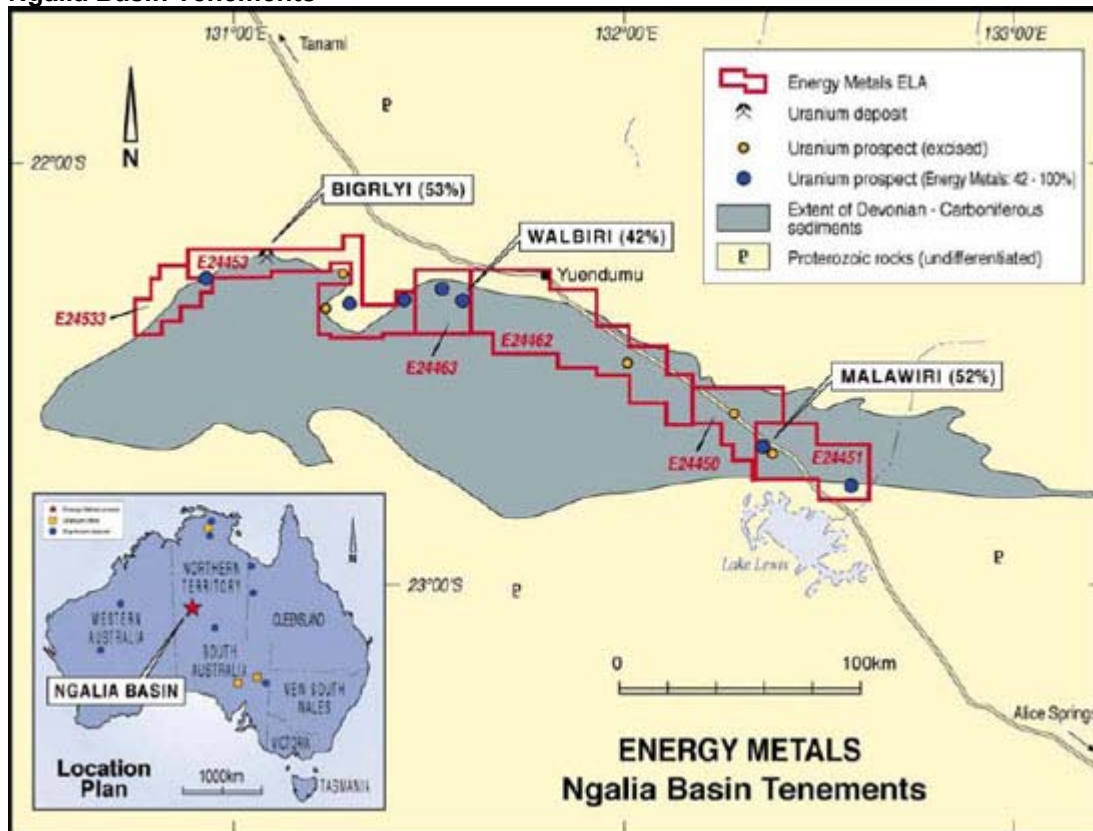 Ngalia Basin Tenements
131°00'E
132°00'E
133°00'E
Tanami
N
22°00'S
P
Energy Metals ELA
Uranium deposit
Uranium prospect (excised)
Uranium prospect (Energy Metals: 42 - 100%)
Extent of Devonian - Carboniferous
sediments
P Proterozoic rocks (undifferentiated)
BIGRLYI (53%)
WALBIRI (42%)
Yuendumu
E24453
E24533
E24462
E24463
MALAWIRI (52%)
E24450
E24451
Lake Lewis
23°00'S
P
P
0 100km
Alice Springs
ENERGY METALS
Ngalia Basin Tenements
N
NORTHERN
TERRITORY
WESTERN
AUSTRALIA
QUEENSLAND
SOUTH
AUSTRALIA
NEW SOUTH
WALES
VICTORIA
TASMANIA
NGALIA BASIN
Location
Plan
1000km